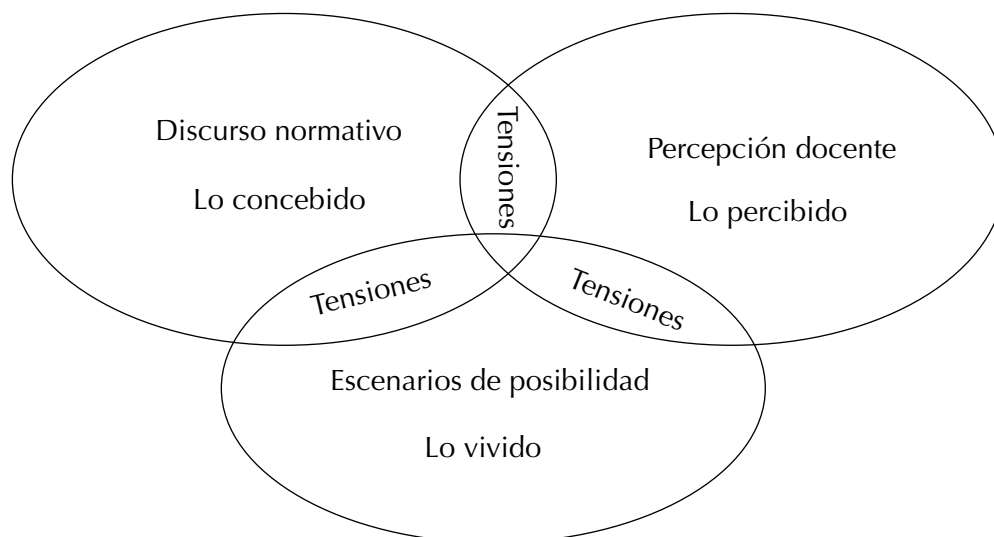 Discurso normativo
Lo concebido
Tensiones
Percepción docente
Lo percibido
Tensiones
Tensiones
Escenarios de posibilidad
Lo vivido